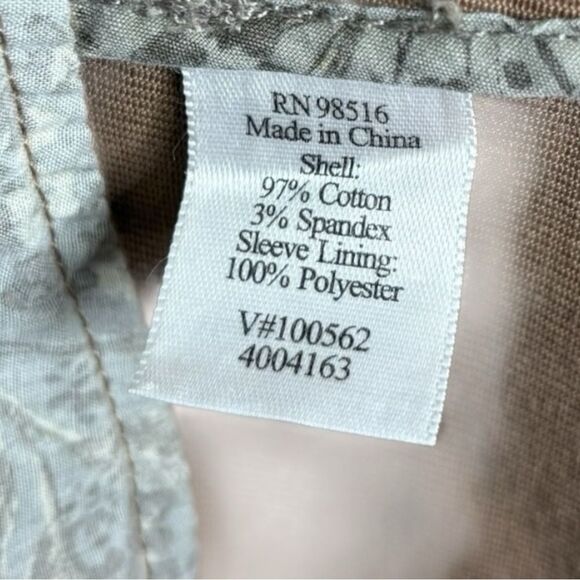 RN 98516
Made in China
Shell:
97% Cotton
3% Spandex
Sleeve Lining:
100% Polyester
V#100562
4004163